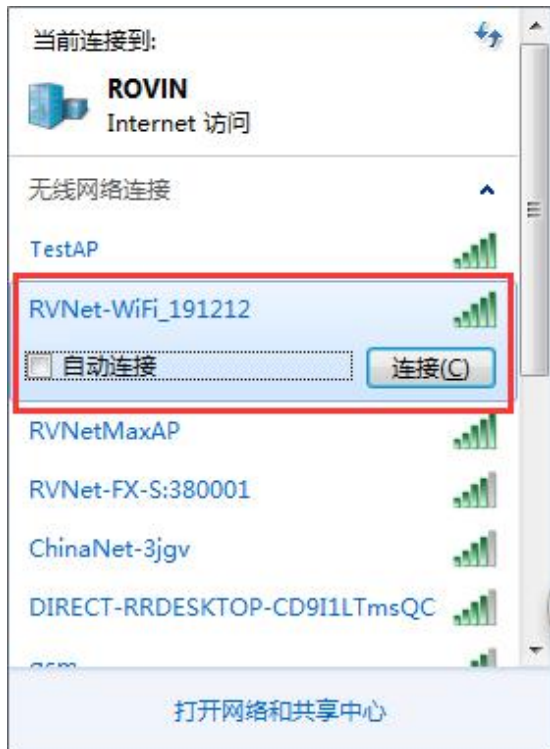 当前连接到:
ROVIN
Internet 访问
无线网络连接
TestAP
RVNet-WiFi_191212
自动连接
连接(C)
RVNetMaxAP
RVNet-FX-S:380001
ChinaNet-3jgv
DIRECT-RRDESKTOP-CD9I1LTmsQC
打开网络和共享中心